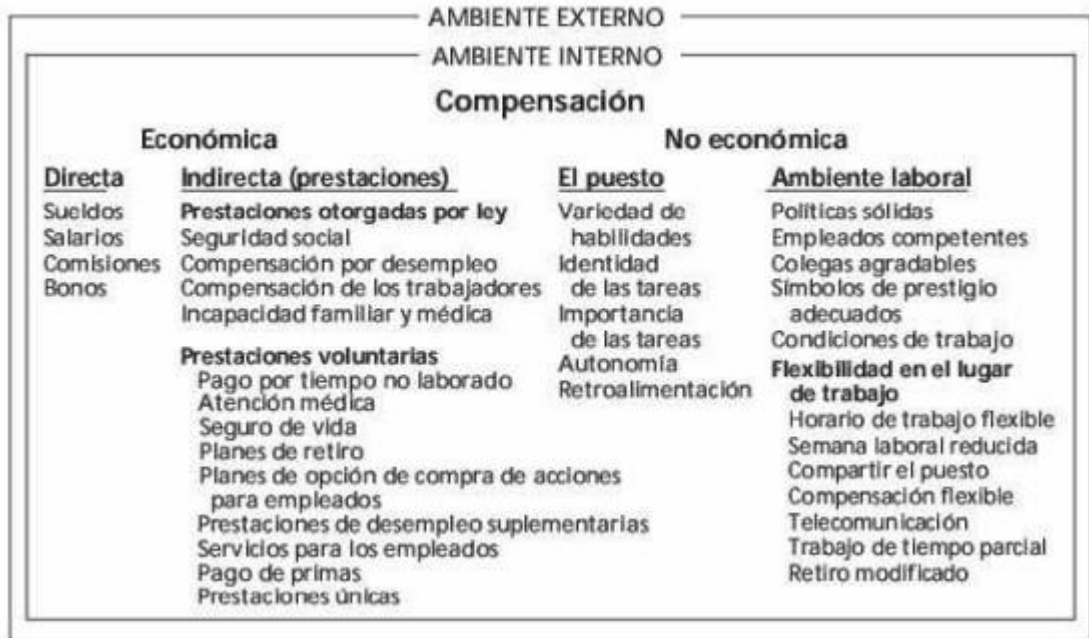 AMBIENTE EXTERNO
AMBIENTE INTERNO
Compensación
Económica
Directa
Sueldos
Salarios
Comisiones
Bonos
Indirecta (prestaciones)
Prestaciones otorgadas por ley
Seguridad social
Compensación por desempleo
Compensación de los trabajadores
Incapacidad familiar y médica
Prestaciones voluntarias
Pago por tiempo no laborado
Atención médica
Seguro de vida
Planes de retiro
Planes de opción de compra de acciones
para empleados
Prestaciones de desempleo suplementarias
Servicios para los empleados
Pago de primas
Prestaciones únicas
No económica
El puesto
Variedad de
habilidades
Identidad
de las tareas
Importancia
de las tareas
Autonomía
Retroalimentación
Ambiente laboral
Políticas sólidas
Empleados competentes
Colegas agradables
Símbolos de prestigio
adecuados
Condiciones de trabajo
Flexibilidad en el lugar
de trabajo
Horario de trabajo flexible
Semana laboral reducida
Compartir el puesto
Compensación flexible
Telecomunicación
Trabajo de tiempo parcial
Retiro modificado